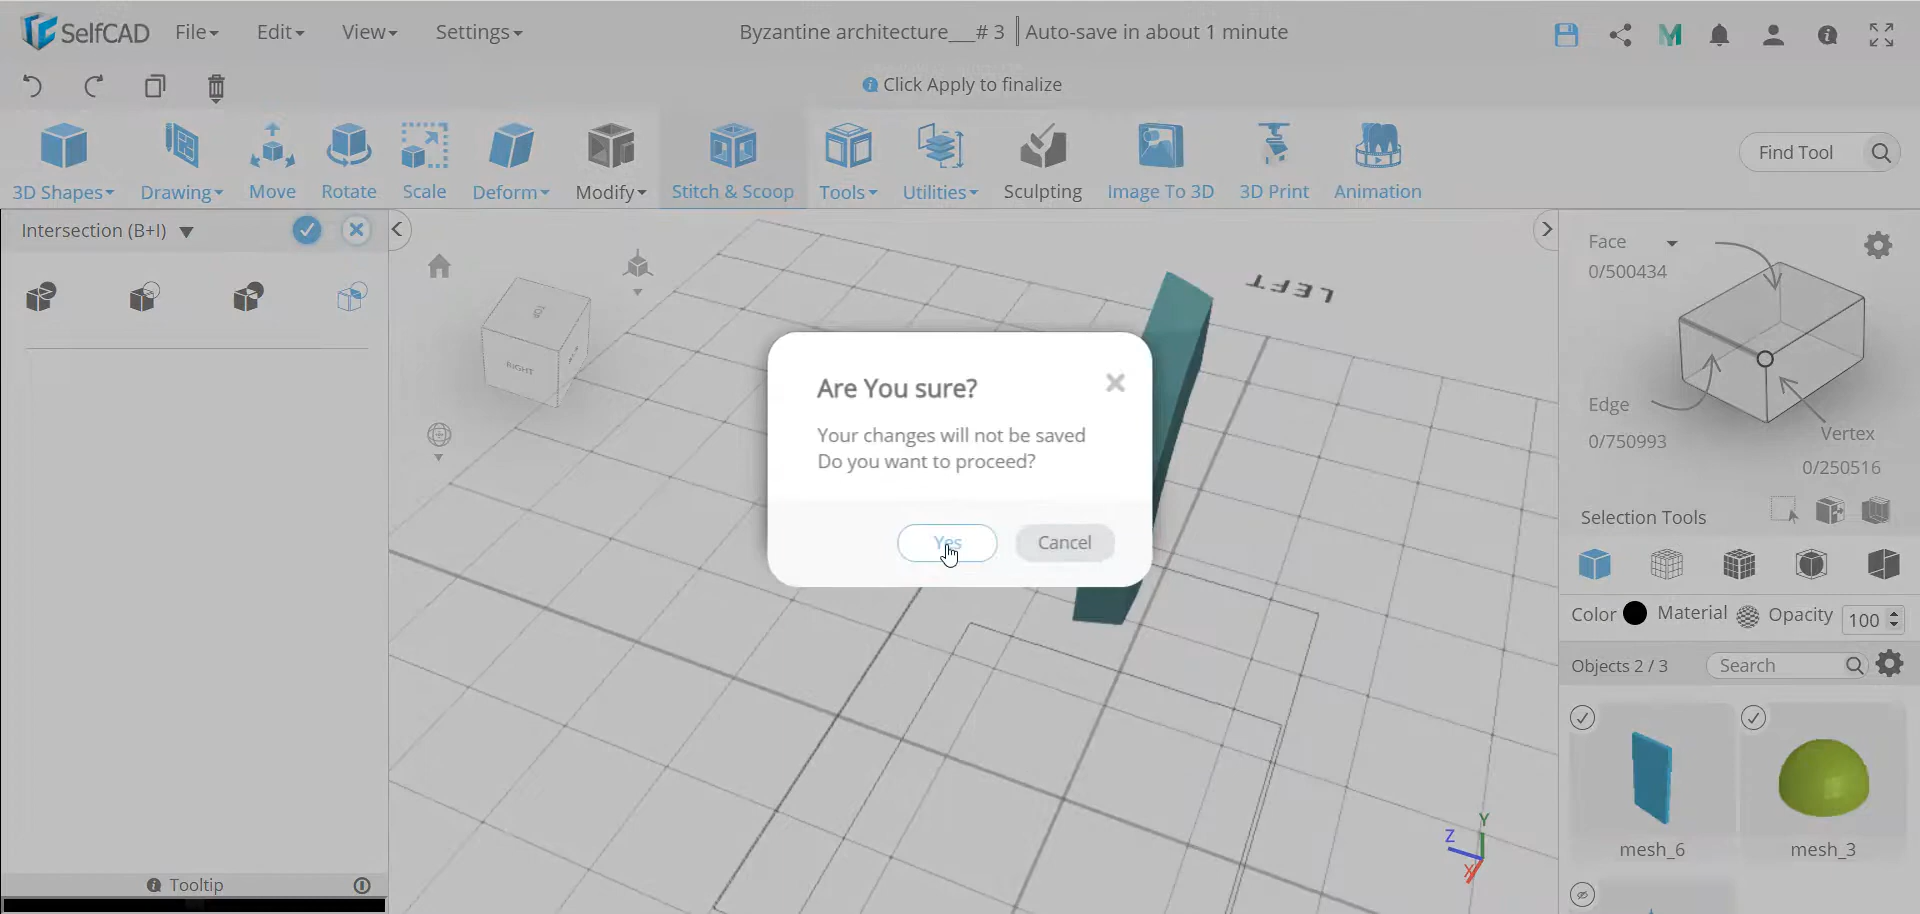 SelfCAD File Edit View Settings Byzantine architecture___# 3 Auto-save in about 1 minute
Click Apply to finalize
3D Shapes Drawing Move Rotate Scale Deform Modify Stitch & Scoop Tools Utilities Sculpting Image To 3D 3D Print Animation Find Tool
Intersection (B+I)
Face
0/500434
LEFT
RIGHT
Are You sure?
Your changes will not be saved
Do you want to proceed?
Yes Cancel
Edge
0/750993
Vertex
0/250516
Selection Tools
Color Material Opacity 100
Objects 2 / 3 Search
mesh_6 mesh_3
Z Y X
Tooltip